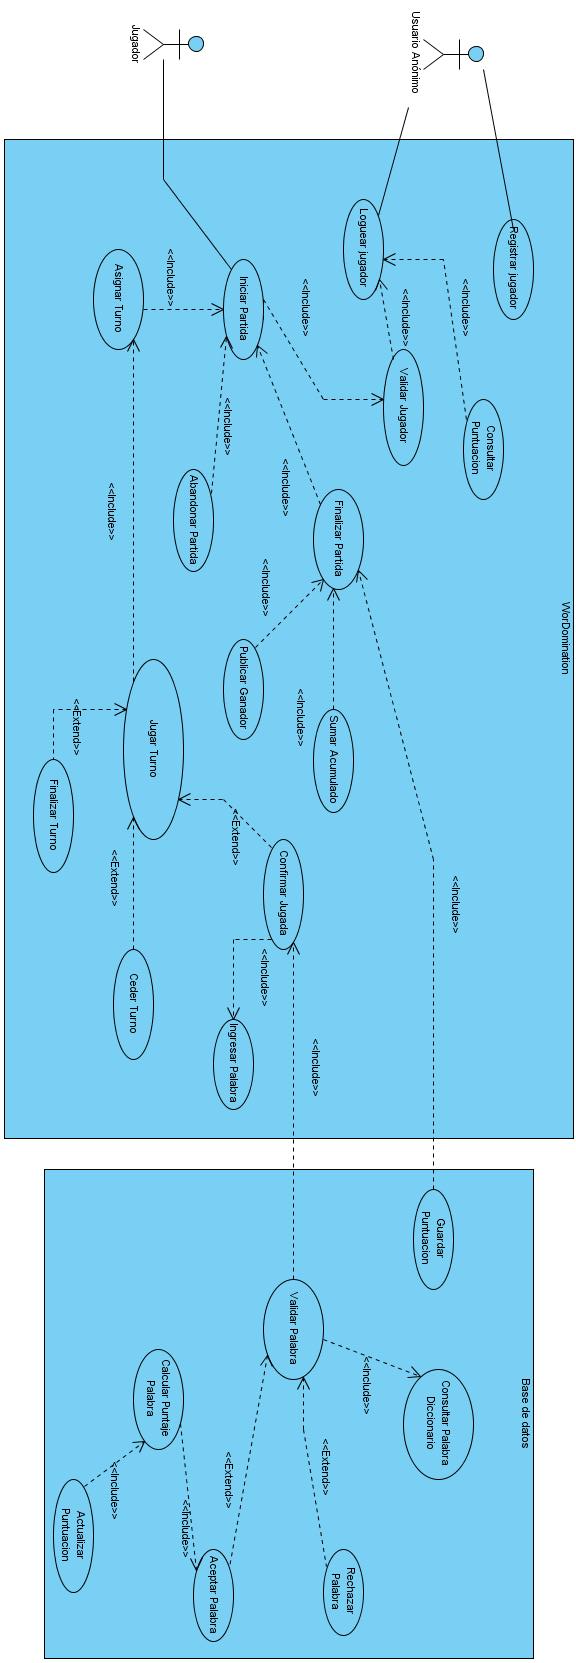 WorDomination
Base de datos
Usuario Anónimo
Jugador
Registrar jugador
Loguear jugador
Consultar
Puntuacion
<<Include>>
Validar Jugador
<<Include>>
<<Include>>
Iniciar Partida
Asignar Turno
<<Include>>
Abandonar Partida
<<Include>>
Finalizar Partida
<<Include>>
Publicar Ganador
<<Include>>
Sumar Acumulado
<<Include>>
<<Include>>
<<Include>>
Jugar Turno
<<Extend>>
Finalizar Turno
<<Extend>>
Ceder Turno
<<Extend>>
Confirmar Jugada
<<Include>>
Ingresar Palabra
<<Include>>
Guardar
Puntuacion
Validar Palabra
<<Include>>
Consultar Palabra
Diccionario
<<Extend>>
Rechazar
Palabra
<<Extend>>
Aceptar Palabra
<<Include>>
Calcular Puntaje
Palabra
<<Include>>
Actualizar
Puntuacion